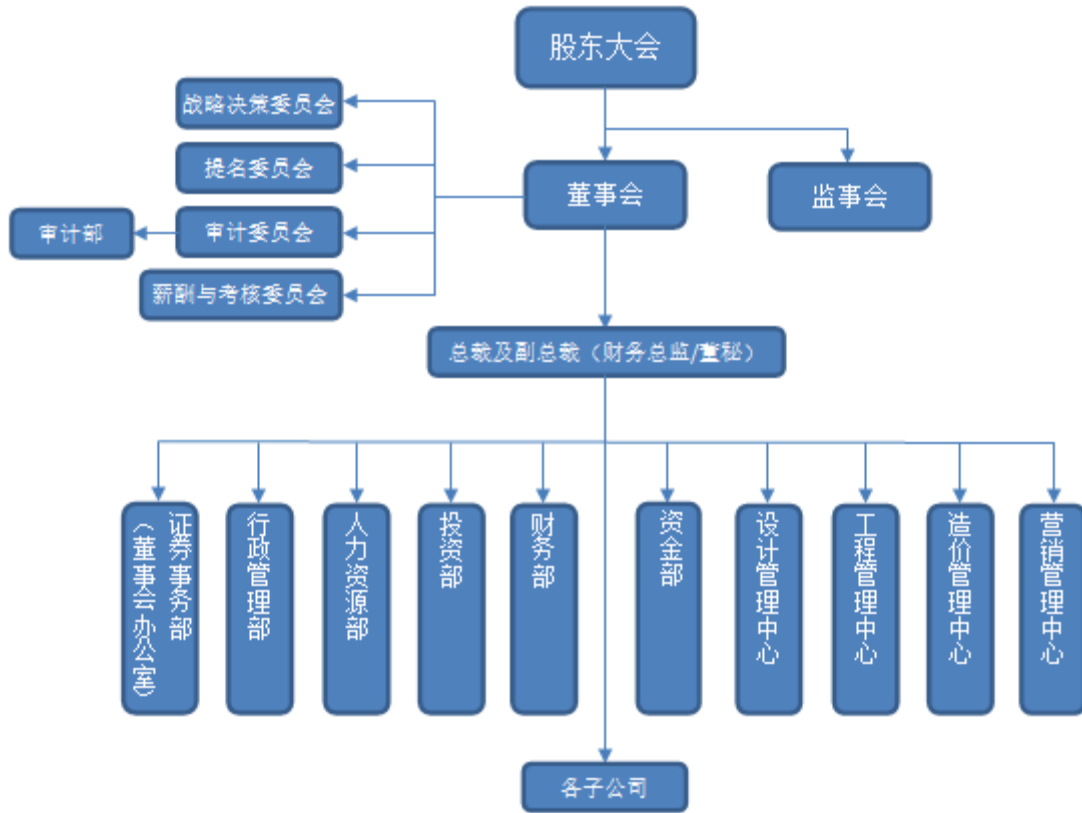 股东大会
战略决策委员会
提名委员会
董事会
监事会
审计部
审计委员会
薪酬与考核委员会
总裁及副总裁（财务总监/董秘）
证券事务部
（董事会办公室）
行政管理部
人力资源部
投资部
财务部
资金部
设计管理中心
工程管理中心
造价管理中心
营销管理中心
各子公司